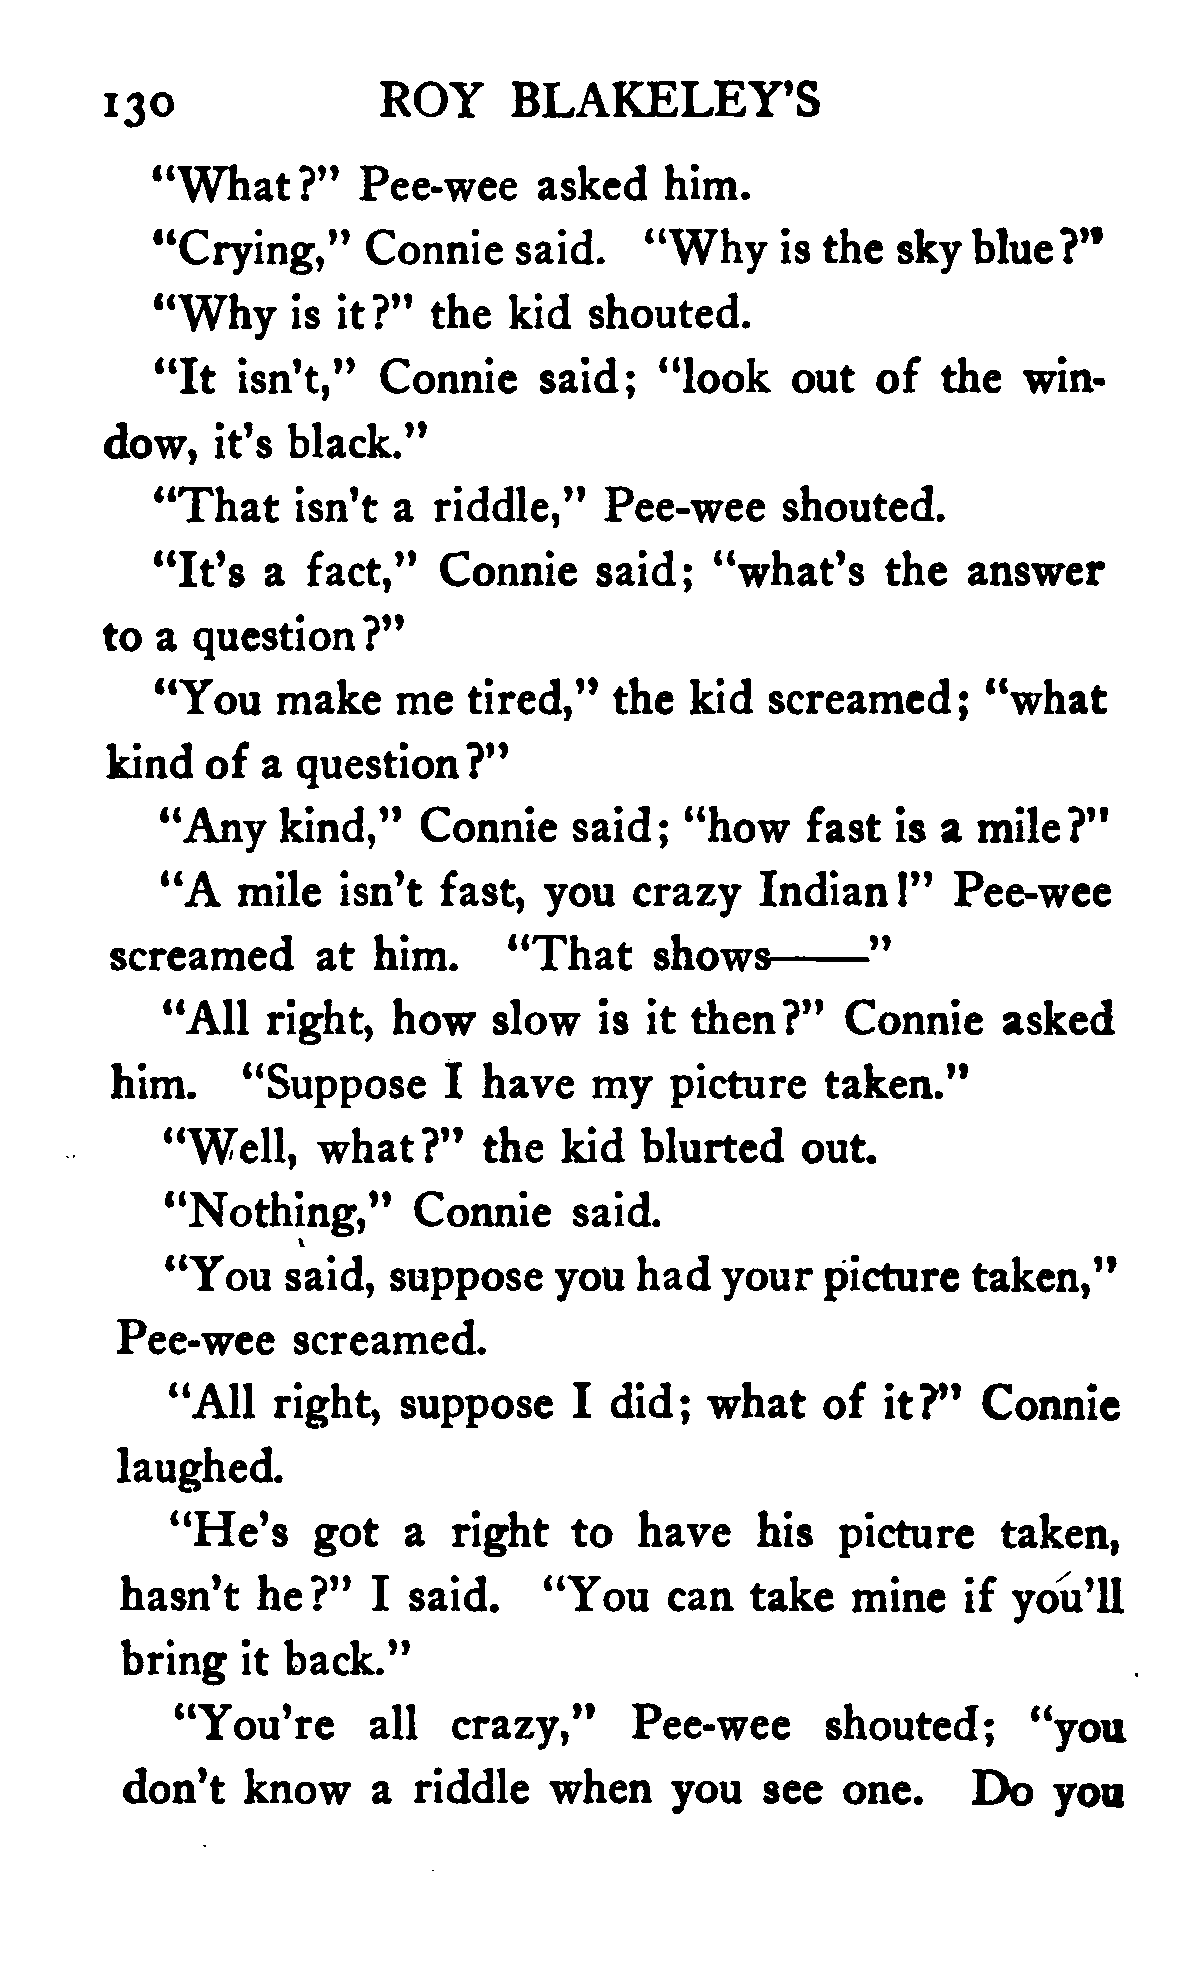 130 ROY BLAKELEY'S
"What?" Pee-wee asked him.
"Crying," Connie said. "Why is the sky blue?"
"Why is it?" the kid shouted.
"It isn't," Connie said; "look out of the win-
dow, it's black."
"That isn't a riddle," Pee-wee shouted.
"It's a fact," Connie said; "what's the answer
to a question?"
"You make me tired," the kid screamed; "what
kind of a question?"
"Any kind," Connie said; "how fast is a mile?"
"A mile isn't fast, you crazy Indian!" Pee-wee
screamed at him. "That shows——"
"All right, how slow is it then?" Connie asked
him. "Suppose I have my picture taken."
"Well, what?" the kid blurted out.
"Nothing," Connie said.
"You said, suppose you had your picture taken,"
Pee-wee screamed.
"All right, suppose I did; what of it?" Connie
laughed.
"He's got a right to have his picture taken,
hasn't he?" I said. "You can take mine if you'll
bring it back."
"You're all crazy," Pee-wee shouted; "you
don't know a riddle when you see one. Do you